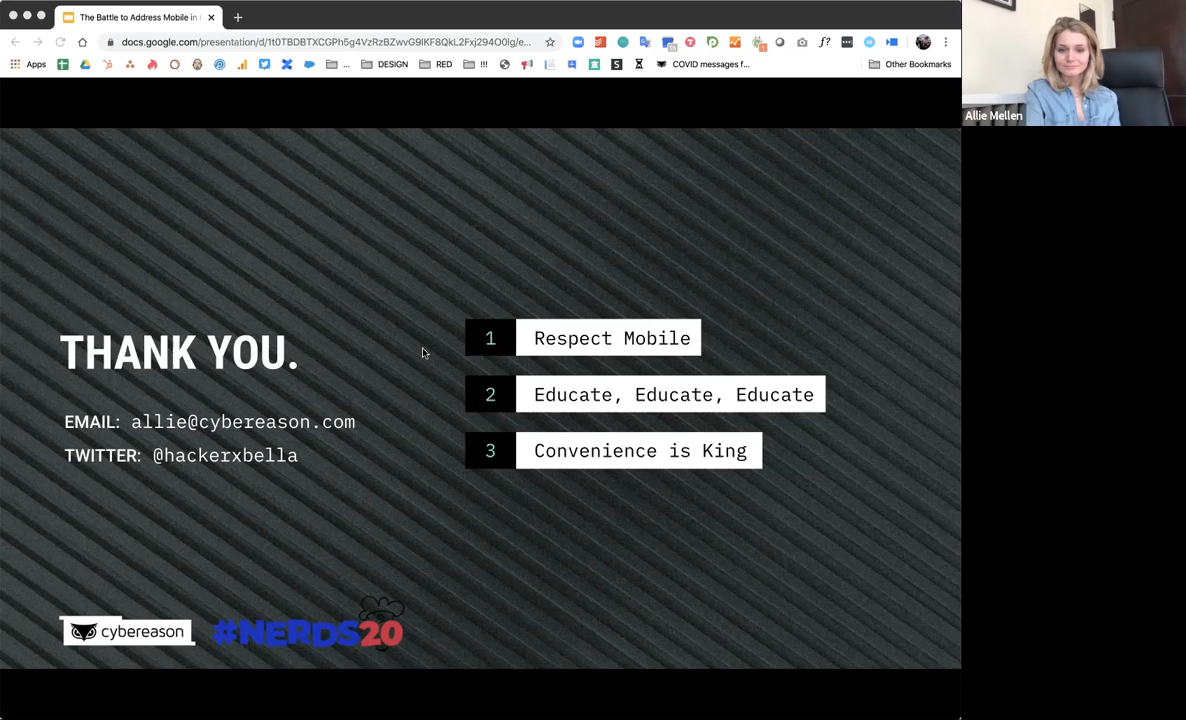 The Battle to Address Mobile in
docs.google.com/presentation/d/1t0TBDBTXCGPh5g4VzRzBZwvG9lKF8QkL2Fxj294O0lg/e...
f?
Apps
...
DESIGN
RED
!!!
COVID messages f...
Other Bookmarks
Allie Mellen
THANK YOU.
EMAIL: allie@cybereason.com
TWITTER: @hackerxbella
1 Respect Mobile
2 Educate, Educate, Educate
3 Convenience is King
cybereason
#NERDS20